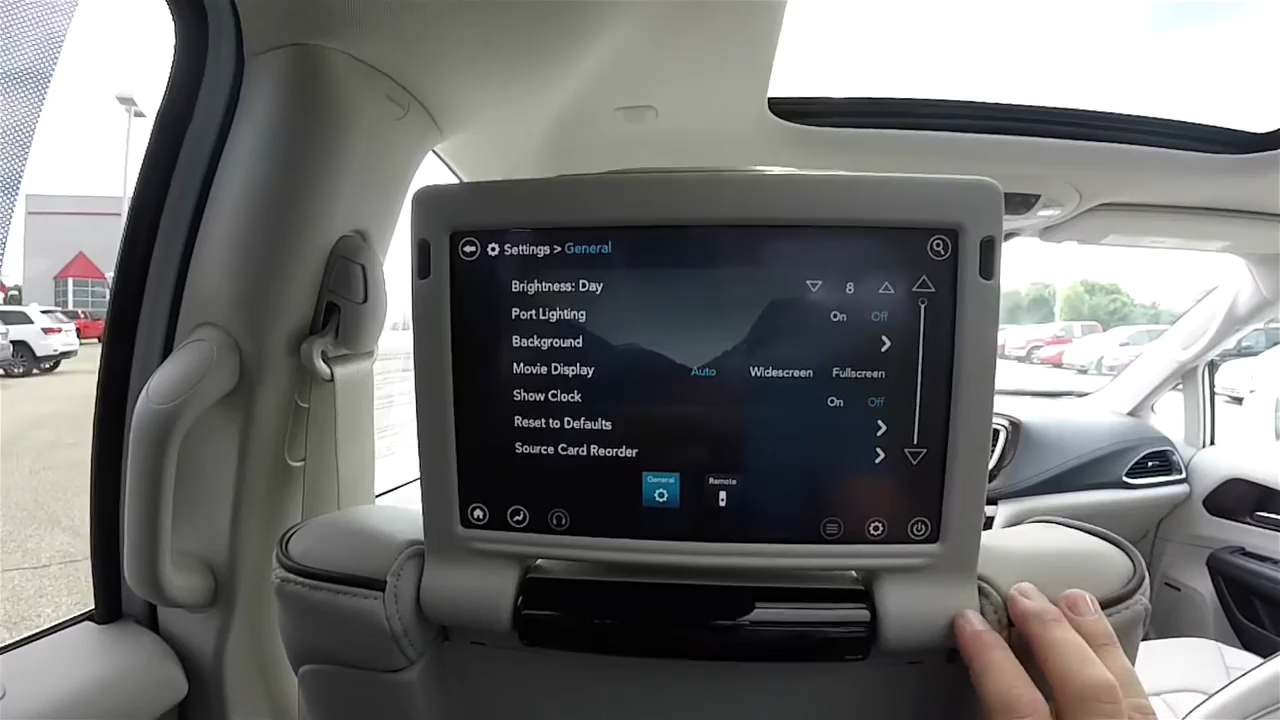 Settings > General
Brightness: Day 8
Port Lighting On Off
Background
Movie Display Auto Widescreen Fullscreen
Show Clock On Off
Reset to Defaults
Source Card Reorder
General Remote